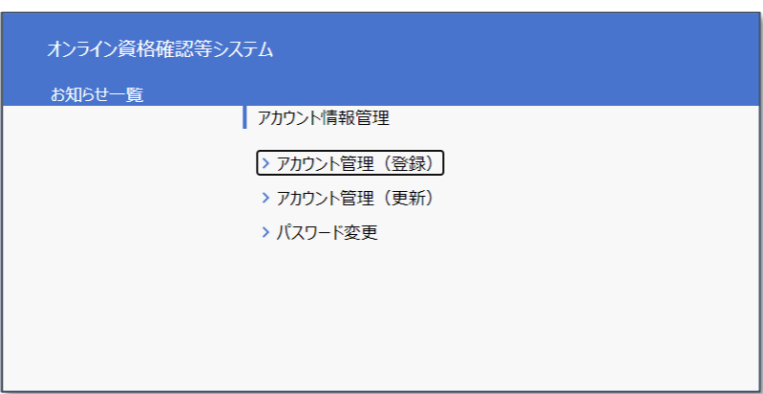 オンライン資格確認等システム
お知らせ一覧
アカウント情報管理
> アカウント管理（登録）
> アカウント管理（更新）
> パスワード変更